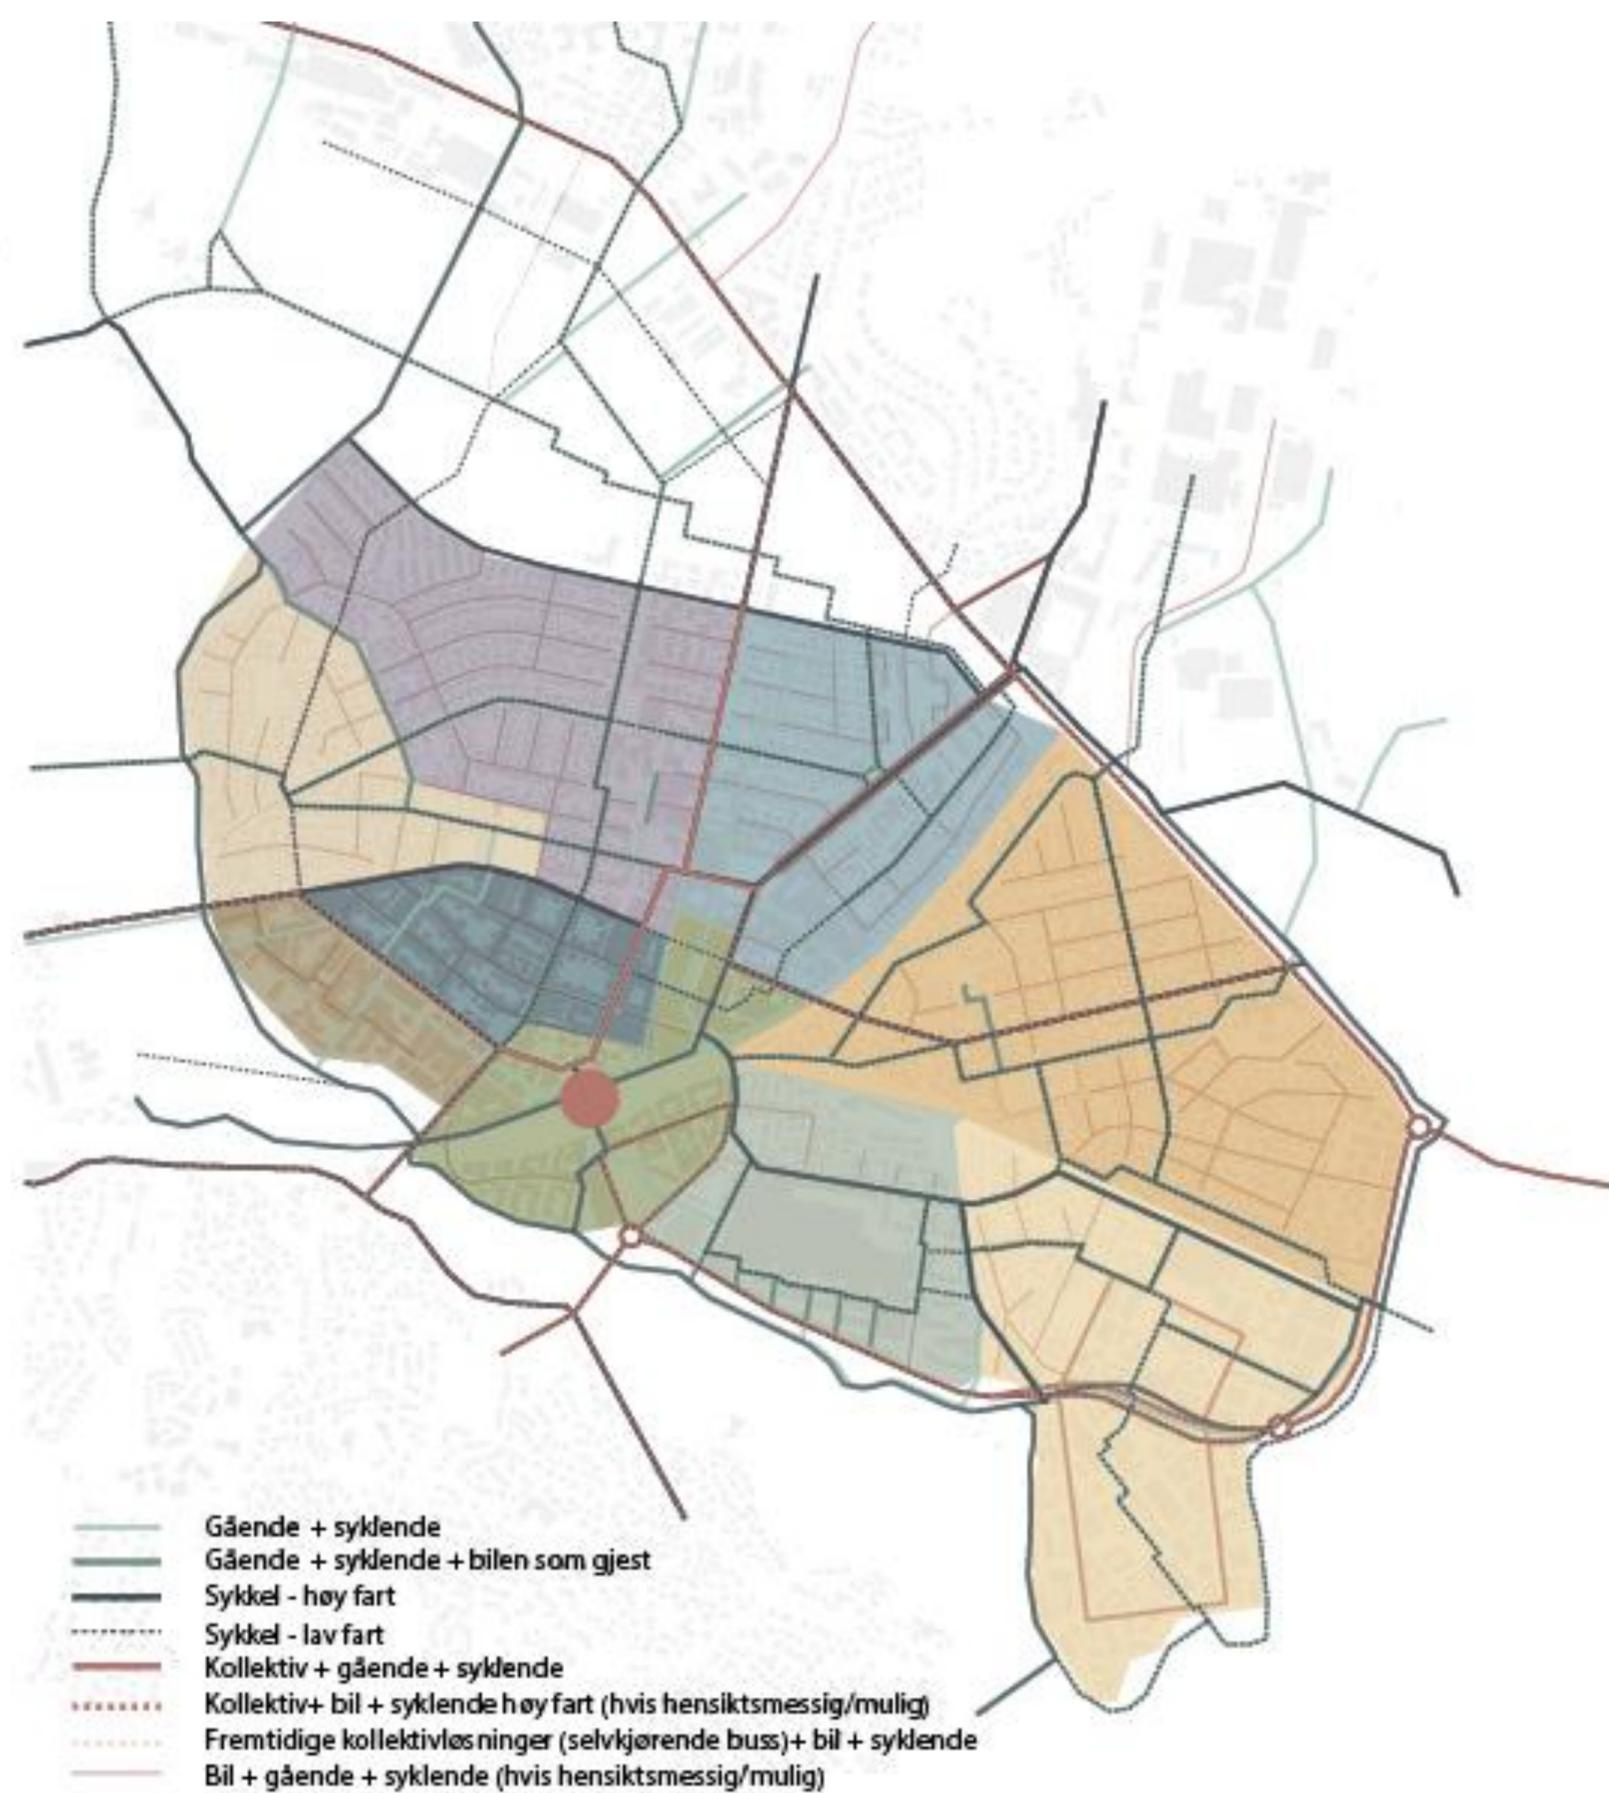 Gående + syklende
Gående + syklende + bilen som gjest
Sykkel - høy fart
Sykkel - lav fart
Kollektiv + gående + syklende
Kollektiv+ bil + syklende høy fart (hvis hensiktsmessig/mulig)
Fremtidige kollektivløsninger (selvkjørende buss)+ bil + syklende
Bil + gående + syklende (hvis hensiktsmessig/mulig)